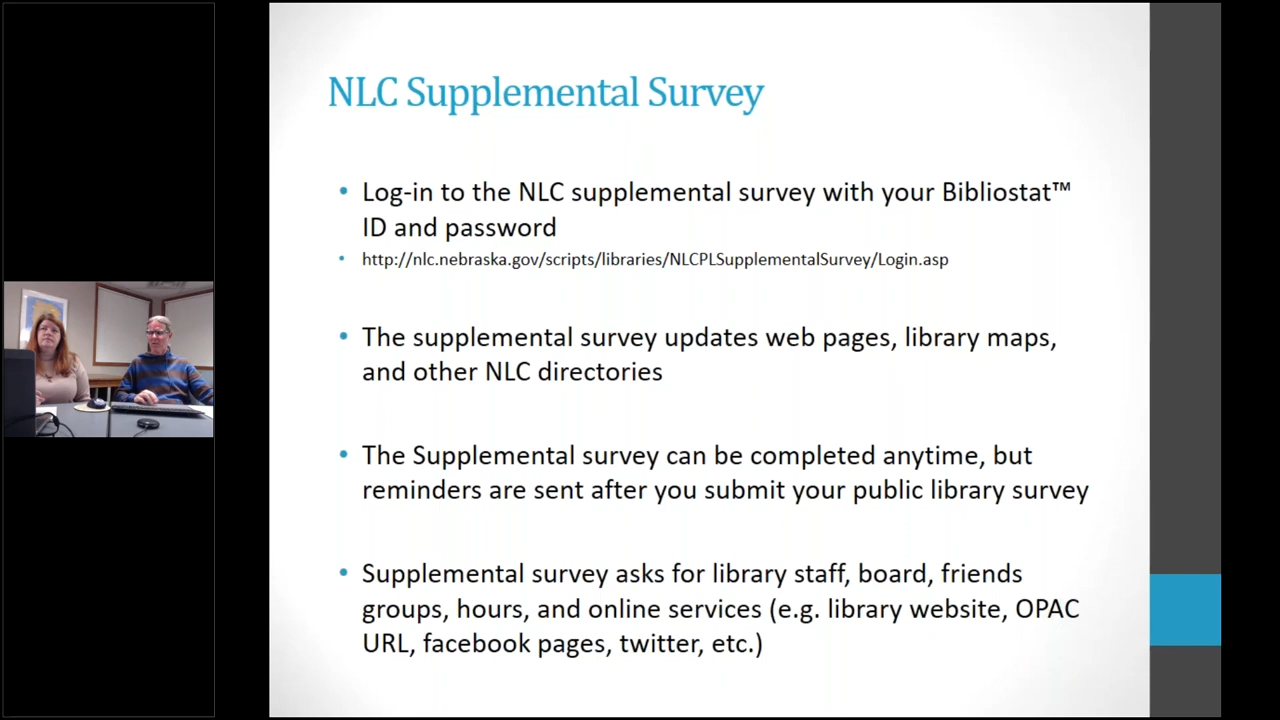 NLC Supplemental Survey
• Log-in to the NLC supplemental survey with your Bibliostat™
ID and password
• http://nlc.nebraska.gov/scripts/libraries/NLCPLSupplementalSurvey/Login.asp
• The supplemental survey updates web pages, library maps,
and other NLC directories
• The Supplemental survey can be completed anytime, but
reminders are sent after you submit your public library survey
• Supplemental survey asks for library staff, board, friends
groups, hours, and online services (e.g. library website, OPAC
URL, facebook pages, twitter, etc.)